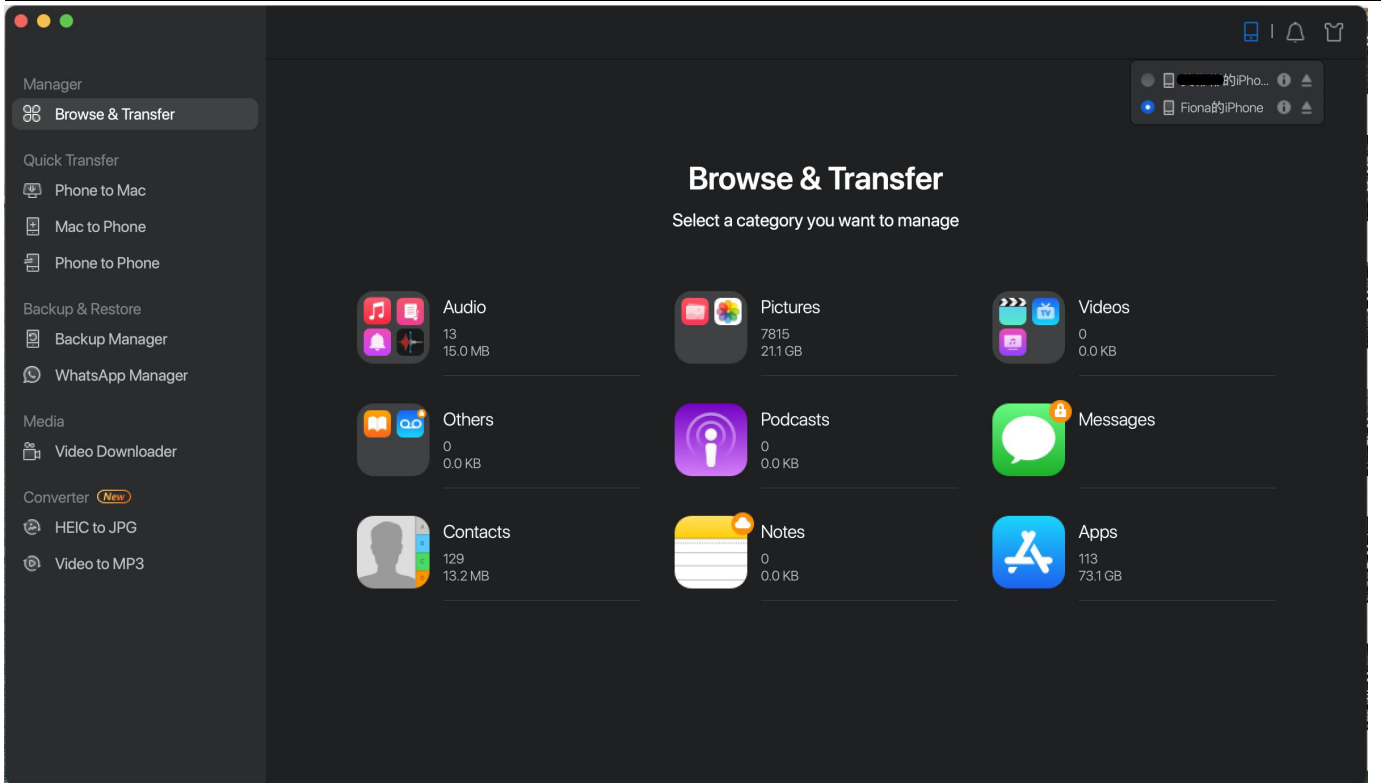 Manager
Browse & Transfer
Quick Transfer
Phone to Mac
Mac to Phone
Phone to Phone
Backup & Restore
Backup Manager
WhatsApp Manager
Media
Video Downloader
Converter New
HEIC to JPG
Video to MP3
的iPho...
Fiona的iPhone
Browse & Transfer
Select a category you want to manage
Audio
13
15.0 MB
Pictures
7815
21.1 GB
Videos
0
0.0 KB
Others
0
0.0 KB
Podcasts
0
0.0 KB
Messages
Contacts
129
13.2 MB
Notes
0
0.0 KB
Apps
113
73.1 GB
tv
A
B
C
D